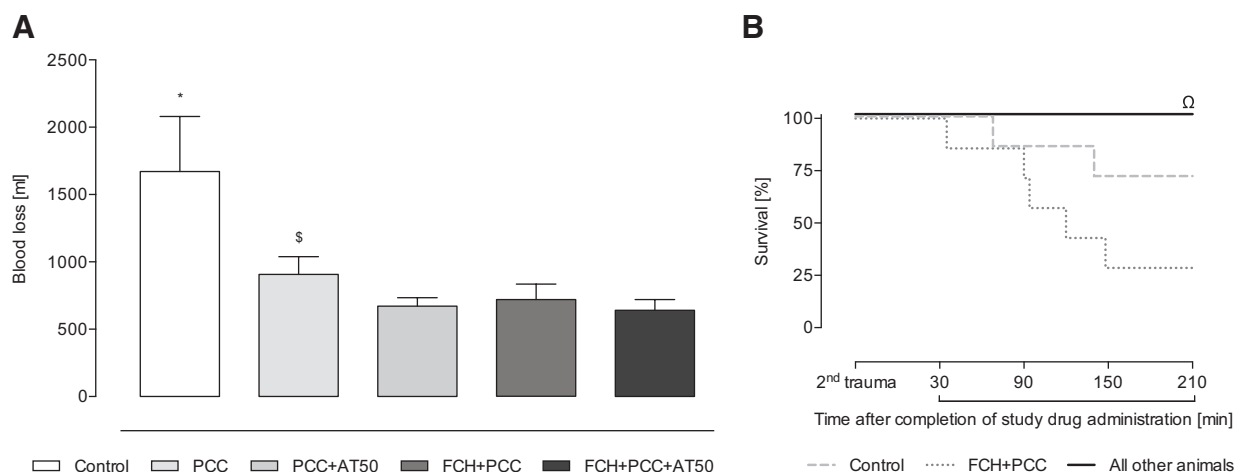 A
B
2500
2000
1500
1000
500
0
Blood loss [ml]
*
$
Control
PCC
PCC+AT50
FCH+PCC
FCH+PCC+AT50
100
75
50
25
0
Survival [%]
Ω
2nd trauma 30 90 150 210
Time after completion of study drug administration [min]
Control
FCH+PCC
All other animals